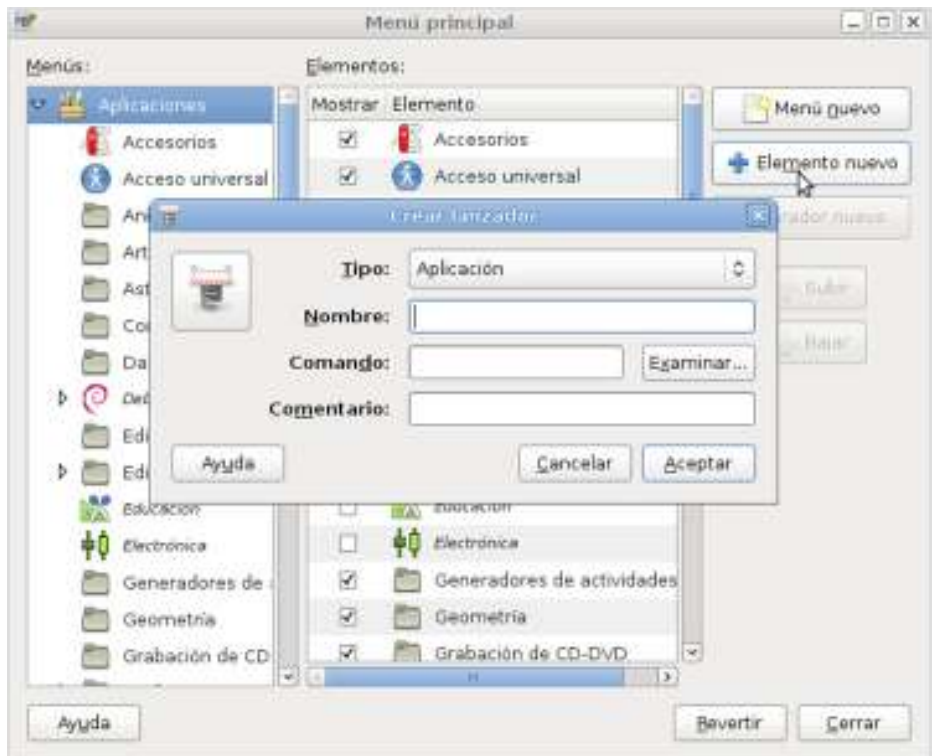 Menú principal
Menús:
Elementos:
Aplicaciones
Mostrar Elemento
Menú nuevo
Accesorios
Accesorios
Elemento nuevo
Acceso universal
Acceso universal
Crear lanzador
Tipo: Aplicación
Subir
Nombre:
Bajar
Comando: Examinar...
Comentario:
Ayuda Cancelar Aceptar
Educación
Electrónica
Electrónica
Generadores de
Generadores de actividades
Geometría
Geometría
Grabación de CD
Grabación de CD-DVD
Ayuda
Revertir
Cerrar